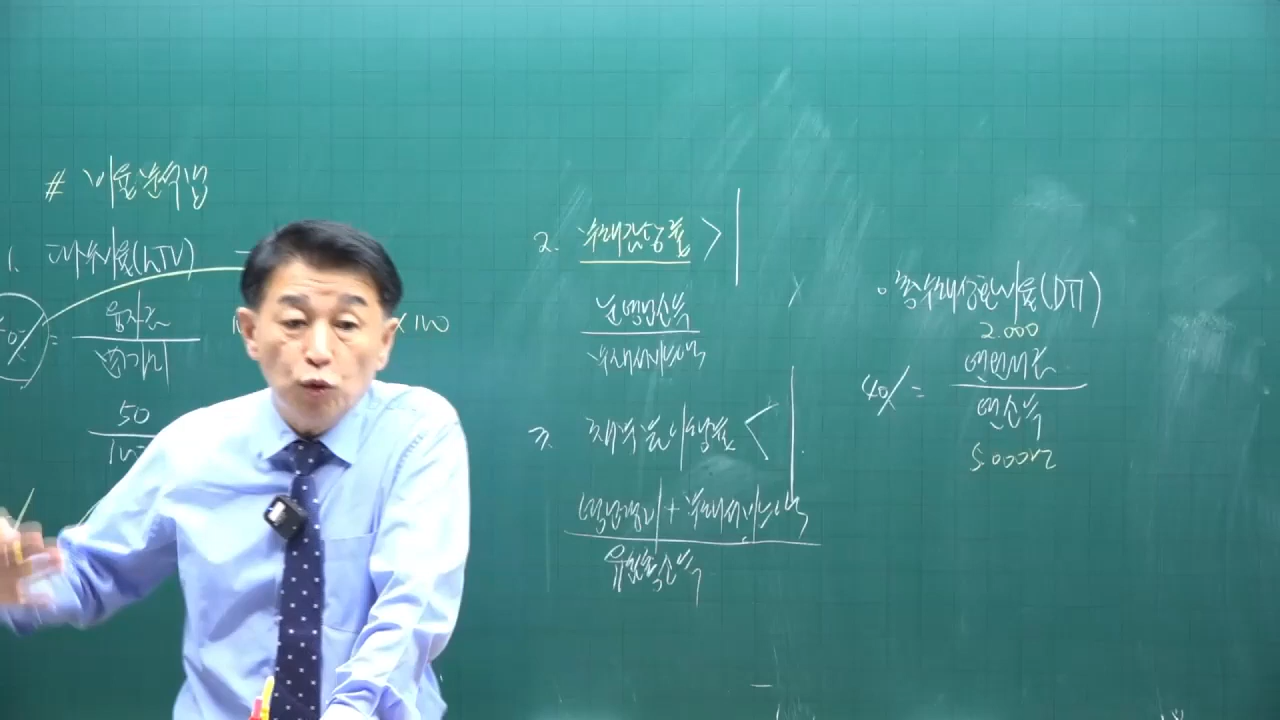 # 비율분석법
1. 대부비율(LTV)
= 융자금
부동산가치
× 100
50
2. 부채감당률 > 1
순영업소득
부채서비스액
3. 채무불이행률 < 1
영업경비 + 부채서비스액
유효총소득
○ 총부채상환비율(DTI)
2.000
40% = 연원리금
연소득
5.000만